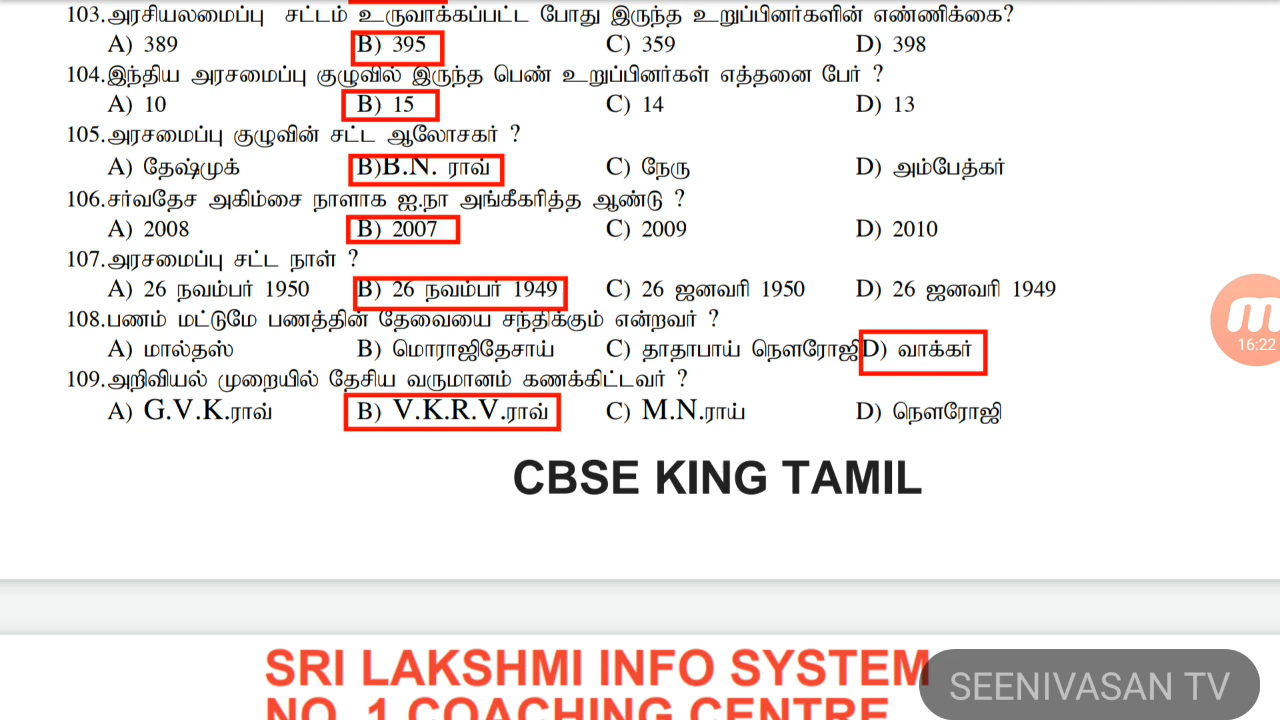 103.அரசியலமைப்பு சட்டம் உருவாக்கப்பட்ட போது இருந்த உறுப்பினர்களின் எண்ணிக்கை?
A) 389 B) 395 C) 359 D) 398
104.இந்திய அரசமைப்பு குழுவில் இருந்த பெண் உறுப்பினர்கள் எத்தனை பேர் ?
A) 10 B) 15 C) 14 D) 13
105.அரசமைப்பு குழுவின் சட்ட ஆலோசகர் ?
A) தேஷ்முக் B)B.N. ராவ் C) நேரு D) அம்பேத்கர்
106.சர்வதேச அகிம்சை நாளாக ஐ.நா அங்கீகரித்த ஆண்டு ?
A) 2008 B) 2007 C) 2009 D) 2010
107.அரசமைப்பு சட்ட நாள் ?
A) 26 நவம்பர் 1950 B) 26 நவம்பர் 1949 C) 26 ஜனவரி 1950 D) 26 ஜனவரி 1949
108.பணம் மட்டுமே பணத்தின் தேவையை சந்திக்கும் என்றவர் ?
A) மால்தஸ் B) மொராஜிதேசாய் C) தாதாபாய் நௌரோஜி D) வாக்கர்
16:22
109.அறிவியல் முறையில் தேசிய வருமானம் கணக்கிட்டவர் ?
A) G.V.K.ராவ் B) V.K.R.V.ராவ் C) M.N.ராய் D) நௌரோஜி
CBSE KING TAMIL
SRI LAKSHMI INFO SYSTEM
SEENIVASAN TV
NO. 1 COACHING CENTRE